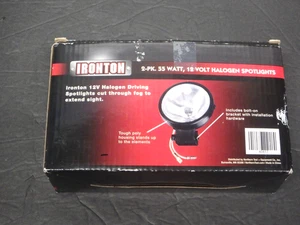 IRONTON
2-PK. 55 WATT, 12 VOLT HALOGEN SPOTLIGHTS
Ironton 12V Halogen Driving
Spotlights cut through fog to
extend sight.
Tough poly
housing stands up
to the elements
Includes bolt-on
bracket with installation
hardware